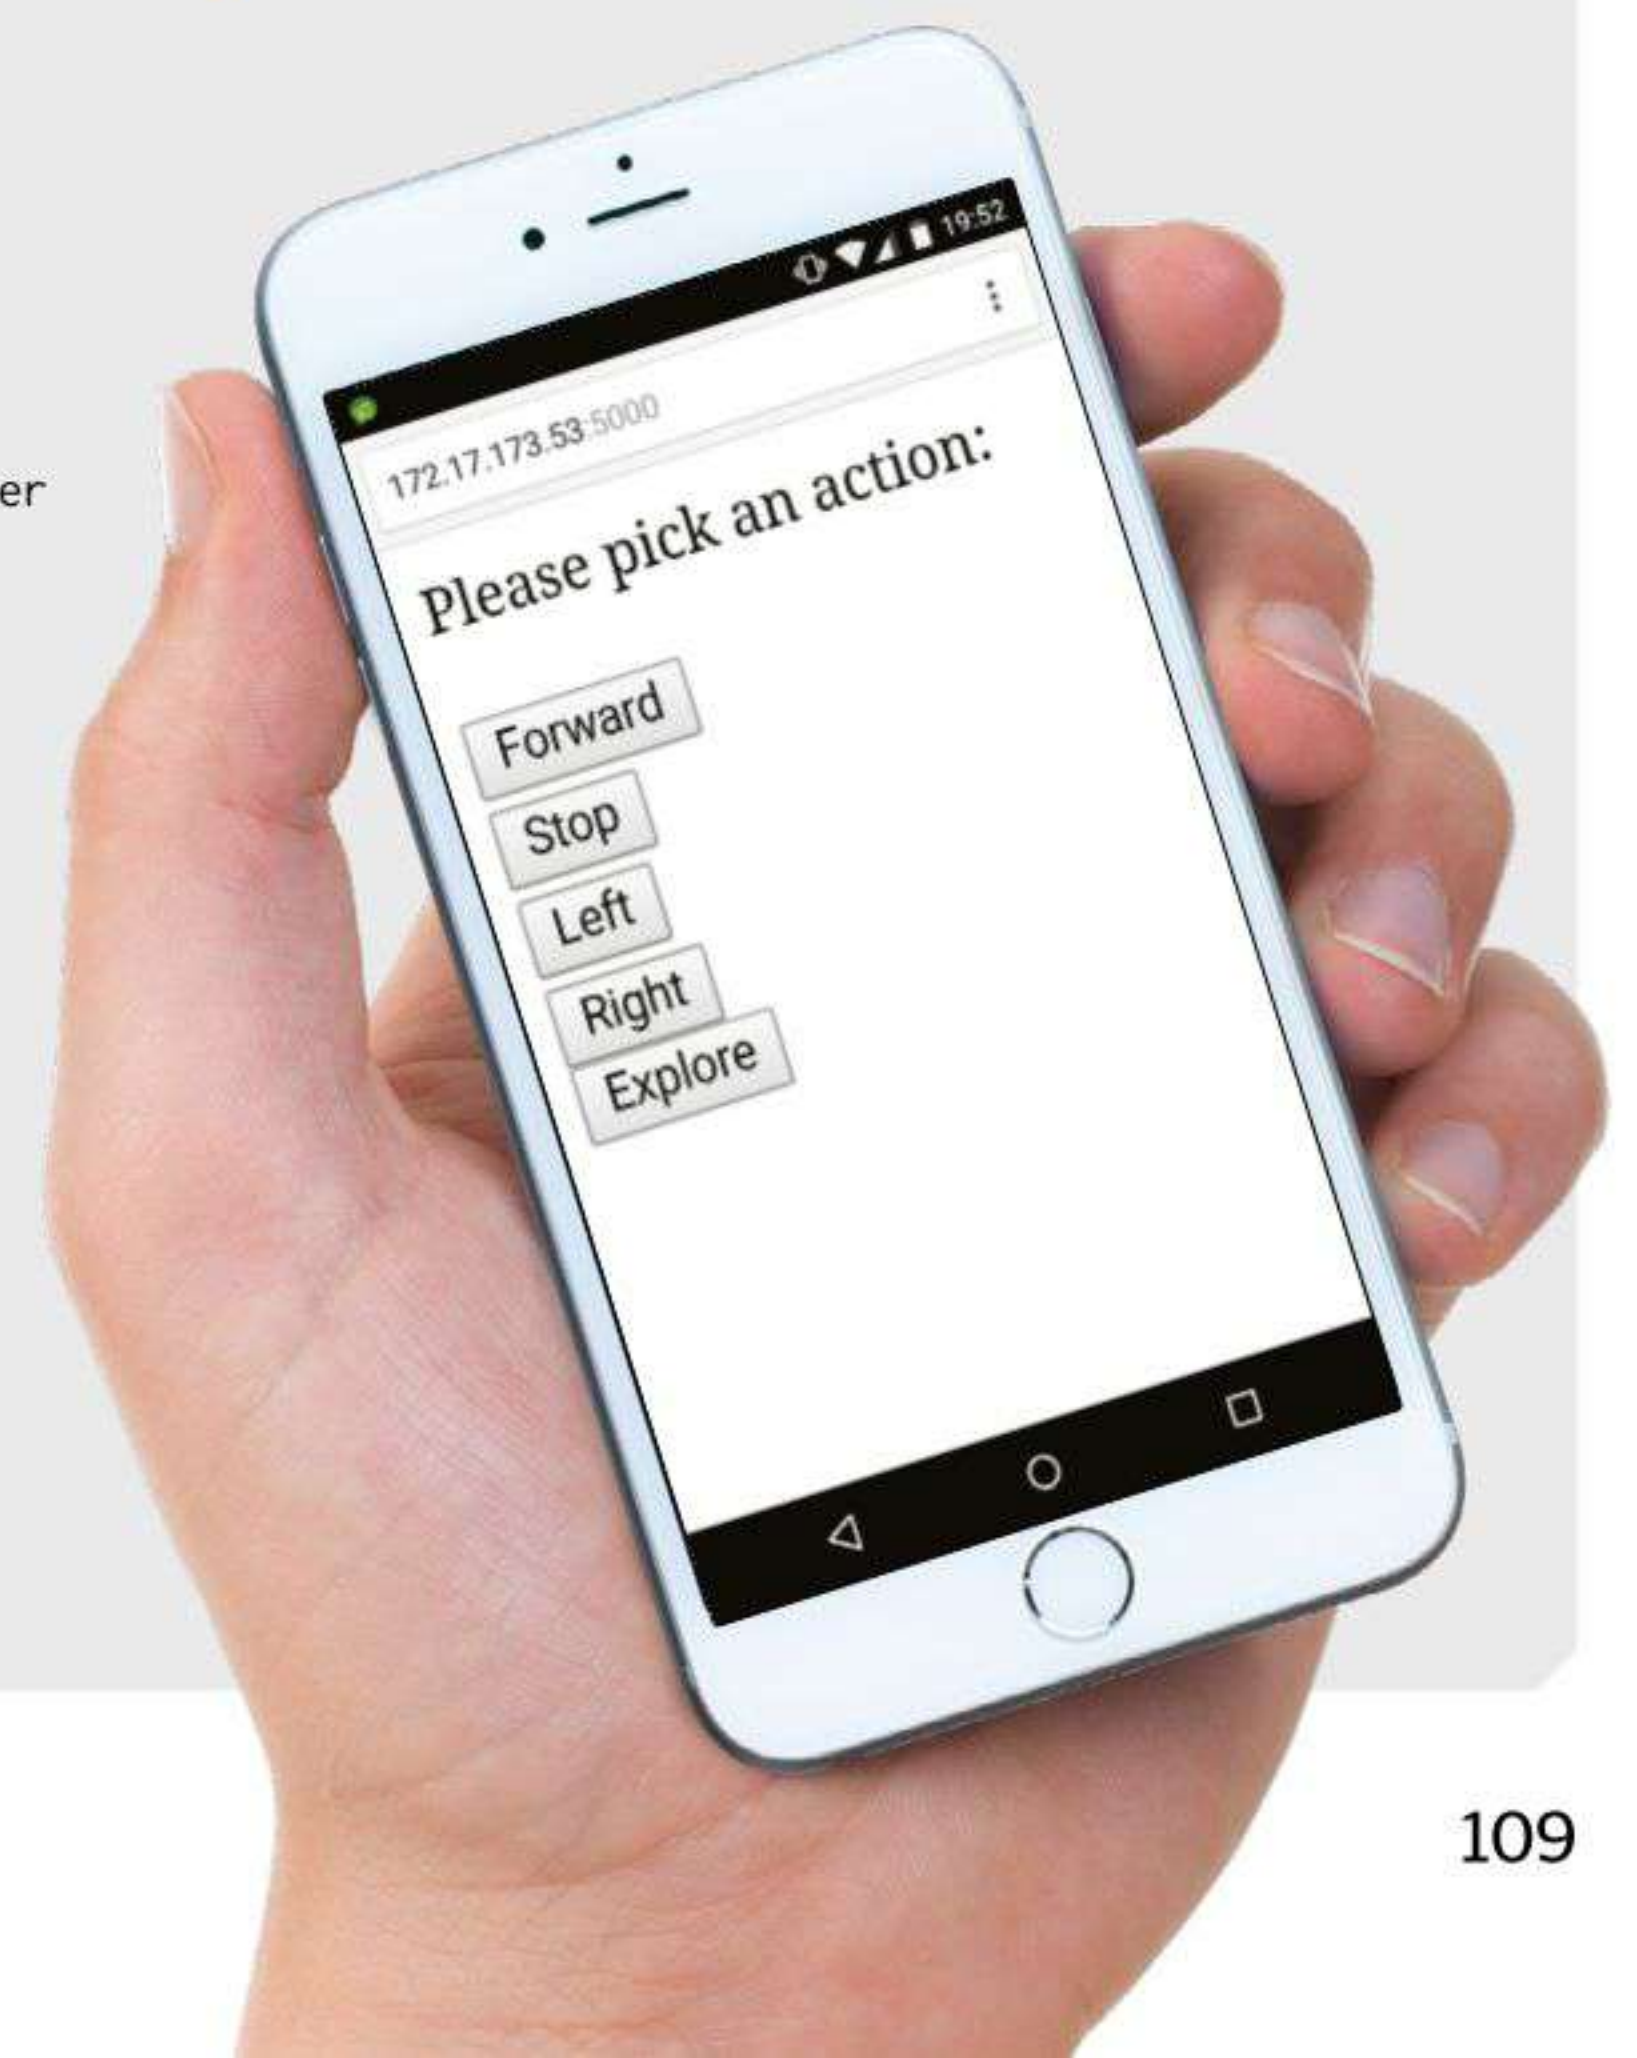 19:52
172.17.173.53:5000
er
Please pick an action:
Forward
Stop
Left
Right
Explore
109